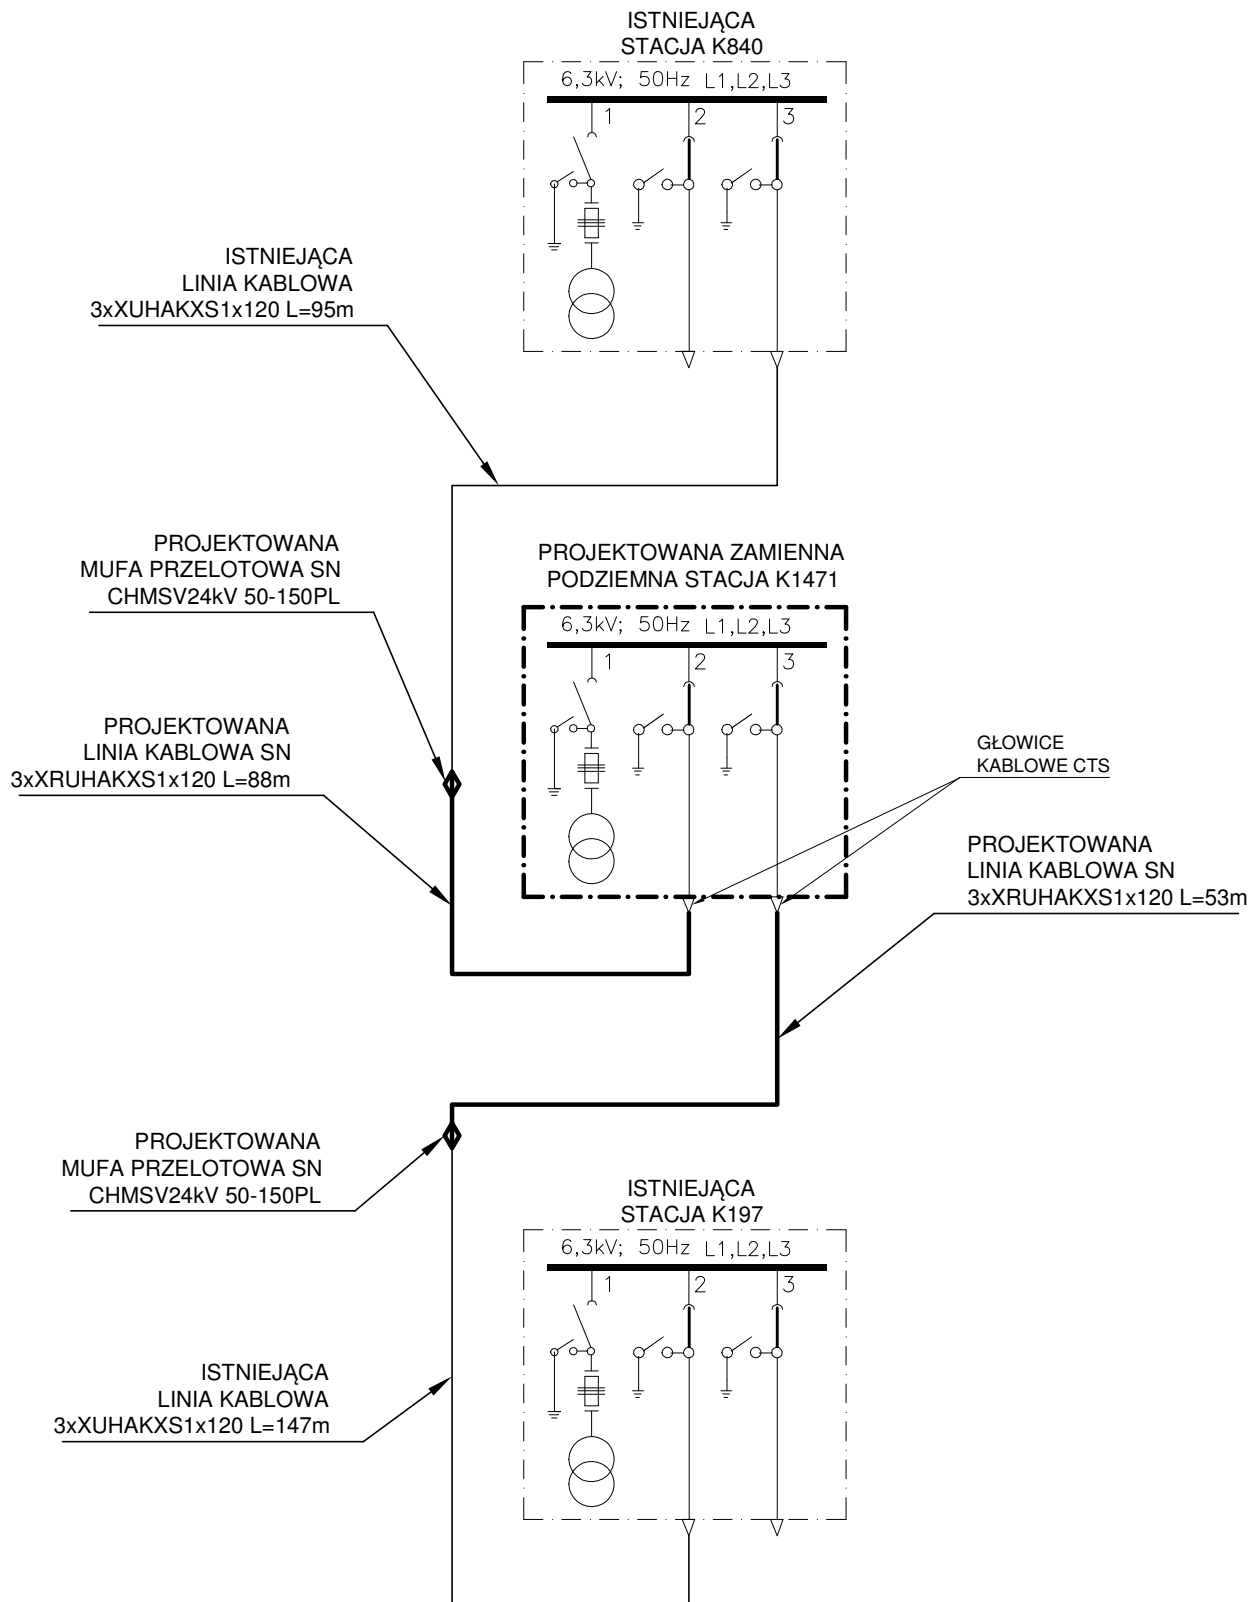 ISTNIEJĄCA
STACJA K840
6,3kV; 50Hz L1,L2,L3
1
2
3
ISTNIEJĄCA
LINIA KABLOWA
3xXUHAKXS1x120 L=95m
PROJEKTOWANA
MUFA PRZELOTOWA SN
CHMSV24kV 50-150PL
PROJEKTOWANA ZAMIENNA
PODZIEMNA STACJA K1471
6,3kV; 50Hz L1,L2,L3
1
2
3
PROJEKTOWANA
LINIA KABLOWA SN
3xXRUHAKXS1x120 L=88m
GŁOWICE
KABLOWE CTS
PROJEKTOWANA
LINIA KABLOWA SN
3xXRUHAKXS1x120 L=53m
PROJEKTOWANA
MUFA PRZELOTOWA SN
CHMSV24kV 50-150PL
ISTNIEJĄCA
STACJA K197
6,3kV; 50Hz L1,L2,L3
1
2
3
ISTNIEJĄCA
LINIA KABLOWA
3xXUHAKXS1x120 L=147m